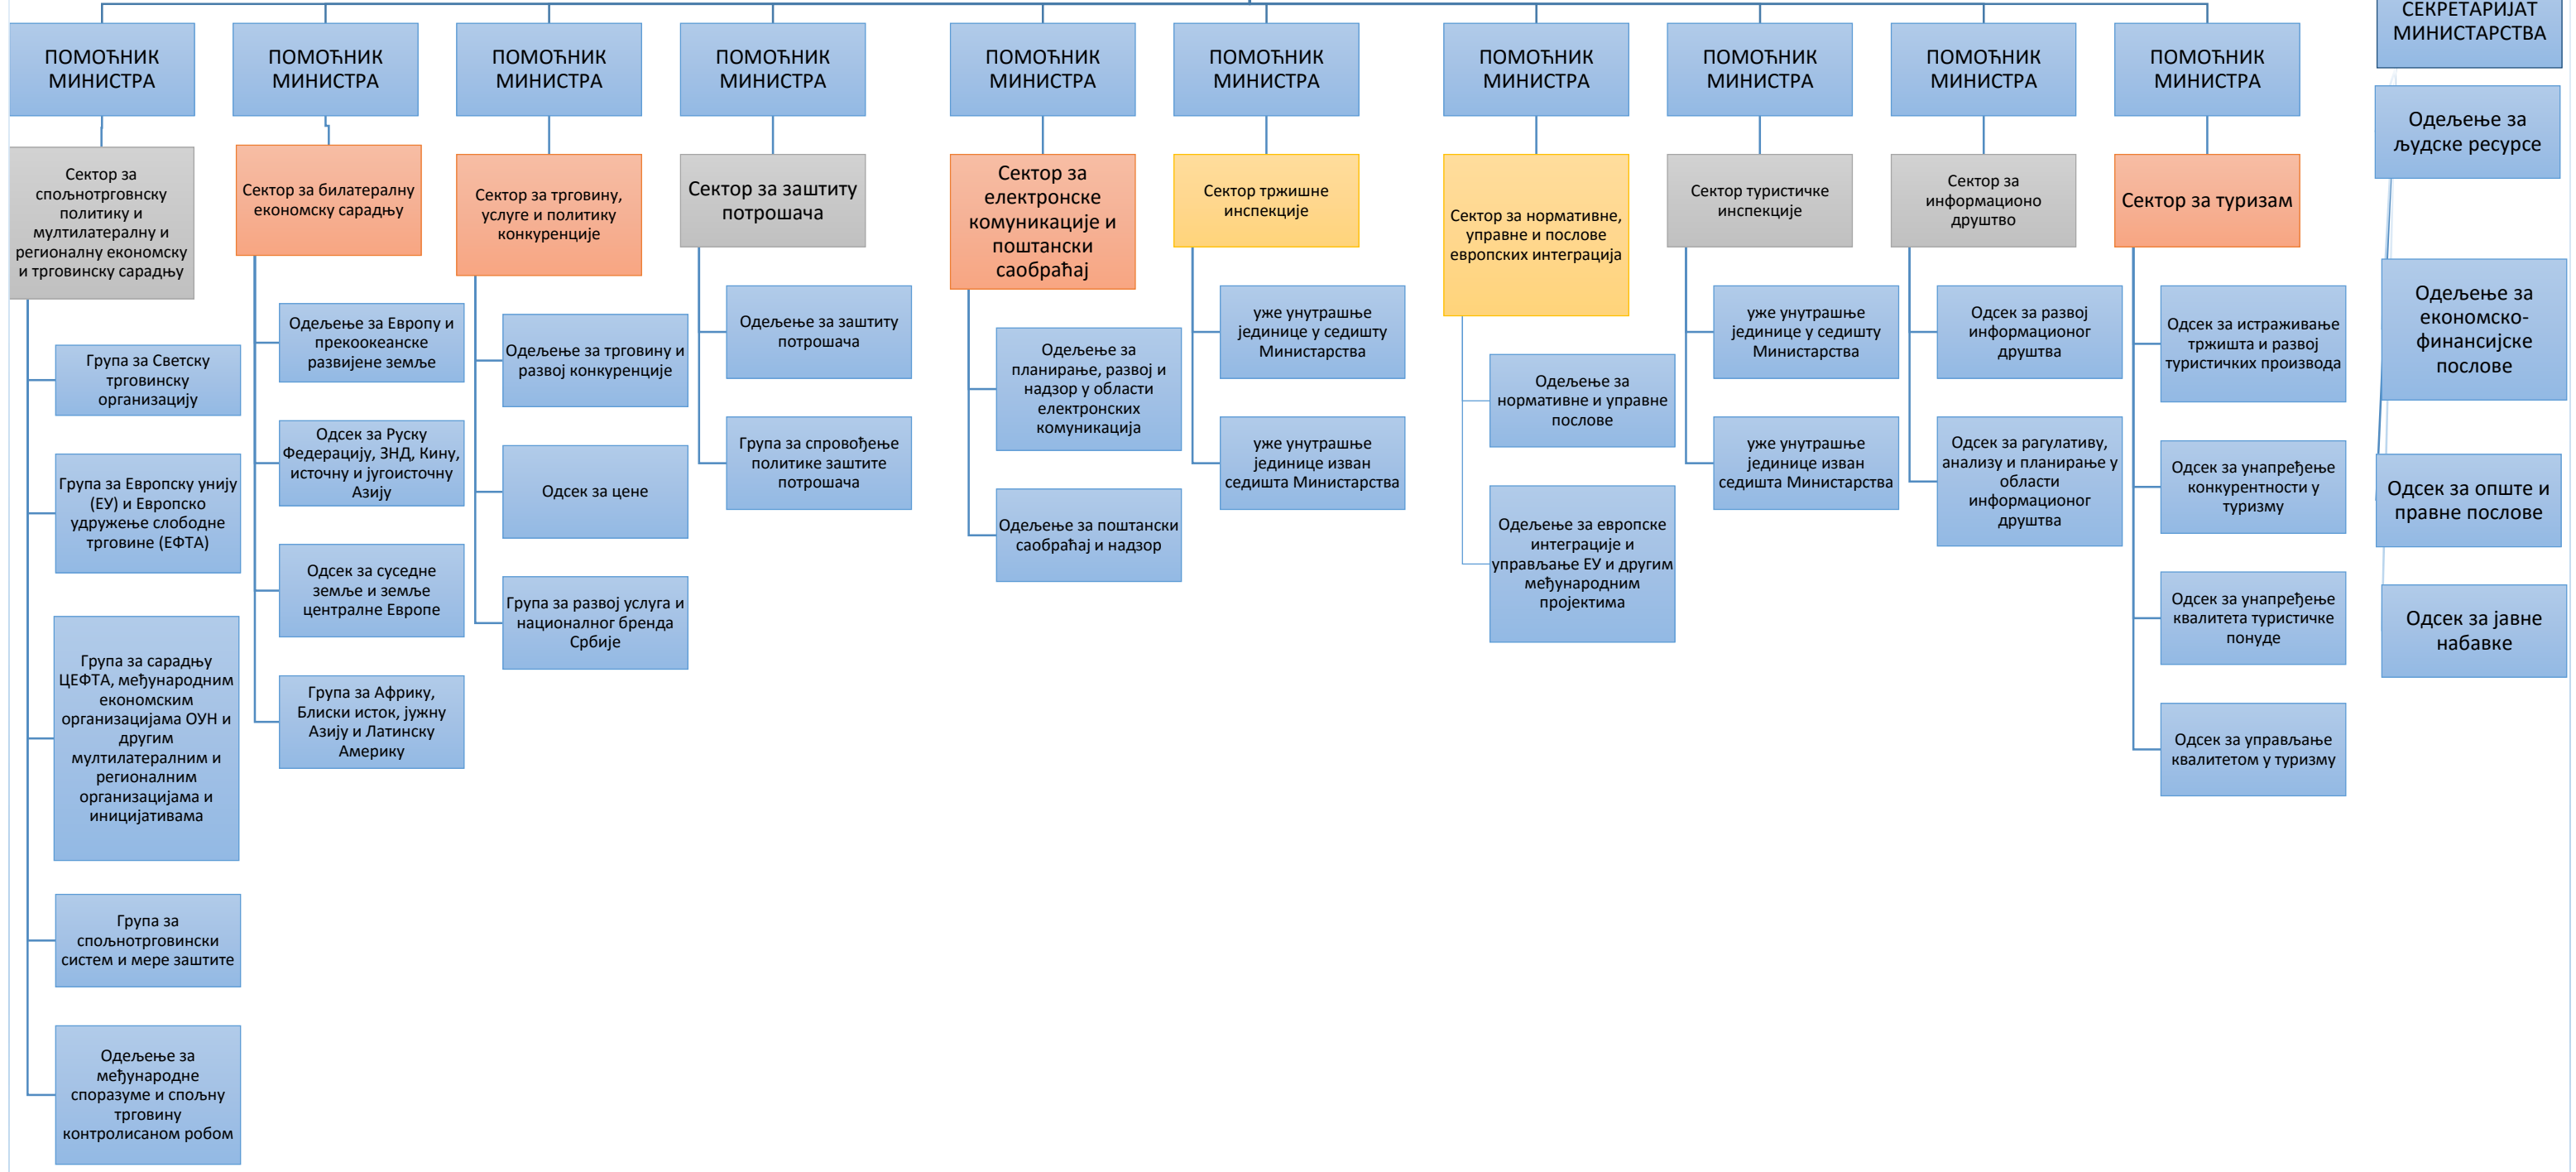 СЕКРЕТАРИЈАТ
МИНИСТАРСТВА
ПОМОЋНИК
МИНИСТРА
ПОМОЋНИК
МИНИСТРА
ПОМОЋНИК
МИНИСТРА
ПОМОЋНИК
МИНИСТРА
ПОМОЋНИК
МИНИСТРА
ПОМОЋНИК
МИНИСТРА
ПОМОЋНИК
МИНИСТРА
ПОМОЋНИК
МИНИСТРА
ПОМОЋНИК
МИНИСТРА
ПОМОЋНИК
МИНИСТРА
Сектор за
спољнотрговнску
политику и
мултилатералну и
регионалну економску
и трговинску сарадњу
Група за Светску
трговинску
организацију
Група за Европску унију
(ЕУ) и Европско
удружење слободне
трговине (ЕФТА)
Група за сарадњу
ЦЕФТА, међународним
економским
организацијама ОУН и
другим
мултилатералним и
регионалним
организацијама и
иницијативама
Група за
спољнотрговински
систем и мере заштите
Одељење за
међународне
споразуме и спољну
трговину
контролисаном робом
Сектор за билатералну
економску сарадњу
Одељење за Европу и
прекоокеанске
развијене земље
Одсек за Руску
Федерацију, ЗНД, Кину,
источну и југоисточну
Азију
Одсек за суседне
земље и земље
централне Европе
Група за Африку,
Блиски исток, јужну
Азију и Латинску
Америку
Сектор за трговину,
услуге и политику
конкуренције
Одељење за трговину и
развој конкуренције
Одсек за цене
Група за развој услуга и
националног бренда
Србије
Сектор за заштиту
потрошача
Одељење за заштиту
потрошача
Група за спровођење
политике заштите
потрошача
Сектор за
електронске
комуникације и
поштански
саобраћај
Одељење за
планирање, развој и
надзор у области
електронских
комуникација
Одељење за поштански
саобраћај и надзор
Сектор тржишне
инспекције
уже унутрашње
јединице у седишту
Министарства
уже унутрашње
јединице изван
седишта Министарства
Сектор за нормативне,
управне и послове
европских интеграција
Одељење за
нормативне и управне
послове
Одељење за европске
интеграције и
управљање ЕУ и другим
међународним
пројектима
Сектор туристичке
инспекције
уже унутрашње
јединице у седишту
Министарства
уже унутрашње
јединице изван
седишта Министарства
Сектор за
информационо
друштво
Одсек за развој
информационог
друштва
Одсек за рагулативу,
анализу и планирање у
области
информационог
друштва
Сектор за туризам
Одсек за истраживање
тржишта и развој
туристичких производа
Одсек за унапређење
конкурентности у
туризму
Одсек за унапређење
квалитета туристичке
понуде
Одсек за управљање
квалитетом у туризму
Одељење за
људске ресурсе
Одељење за
економско-
финансијске
послове
Одсек за опште и
правне послове
Одсек за јавне
набавке